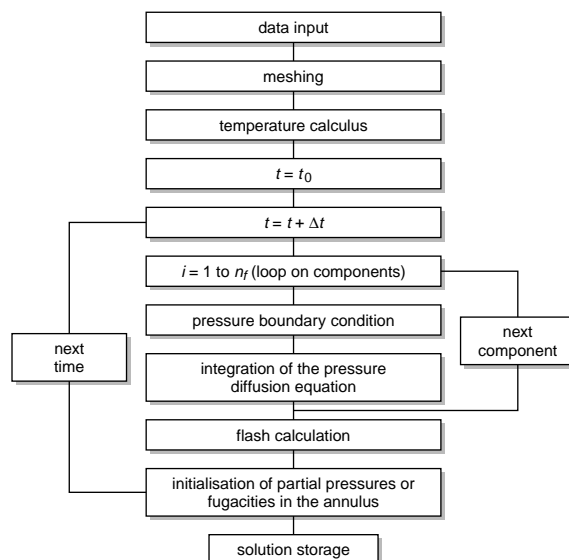 data input
meshing
temperature calculus
t = t0
t = t + Δt
i = 1 to nf (loop on components)
pressure boundary condition
next
time
next
component
integration of the pressure
diffusion equation
flash calculation
initialisation of partial pressures or
fugacities in the annulus
solution storage